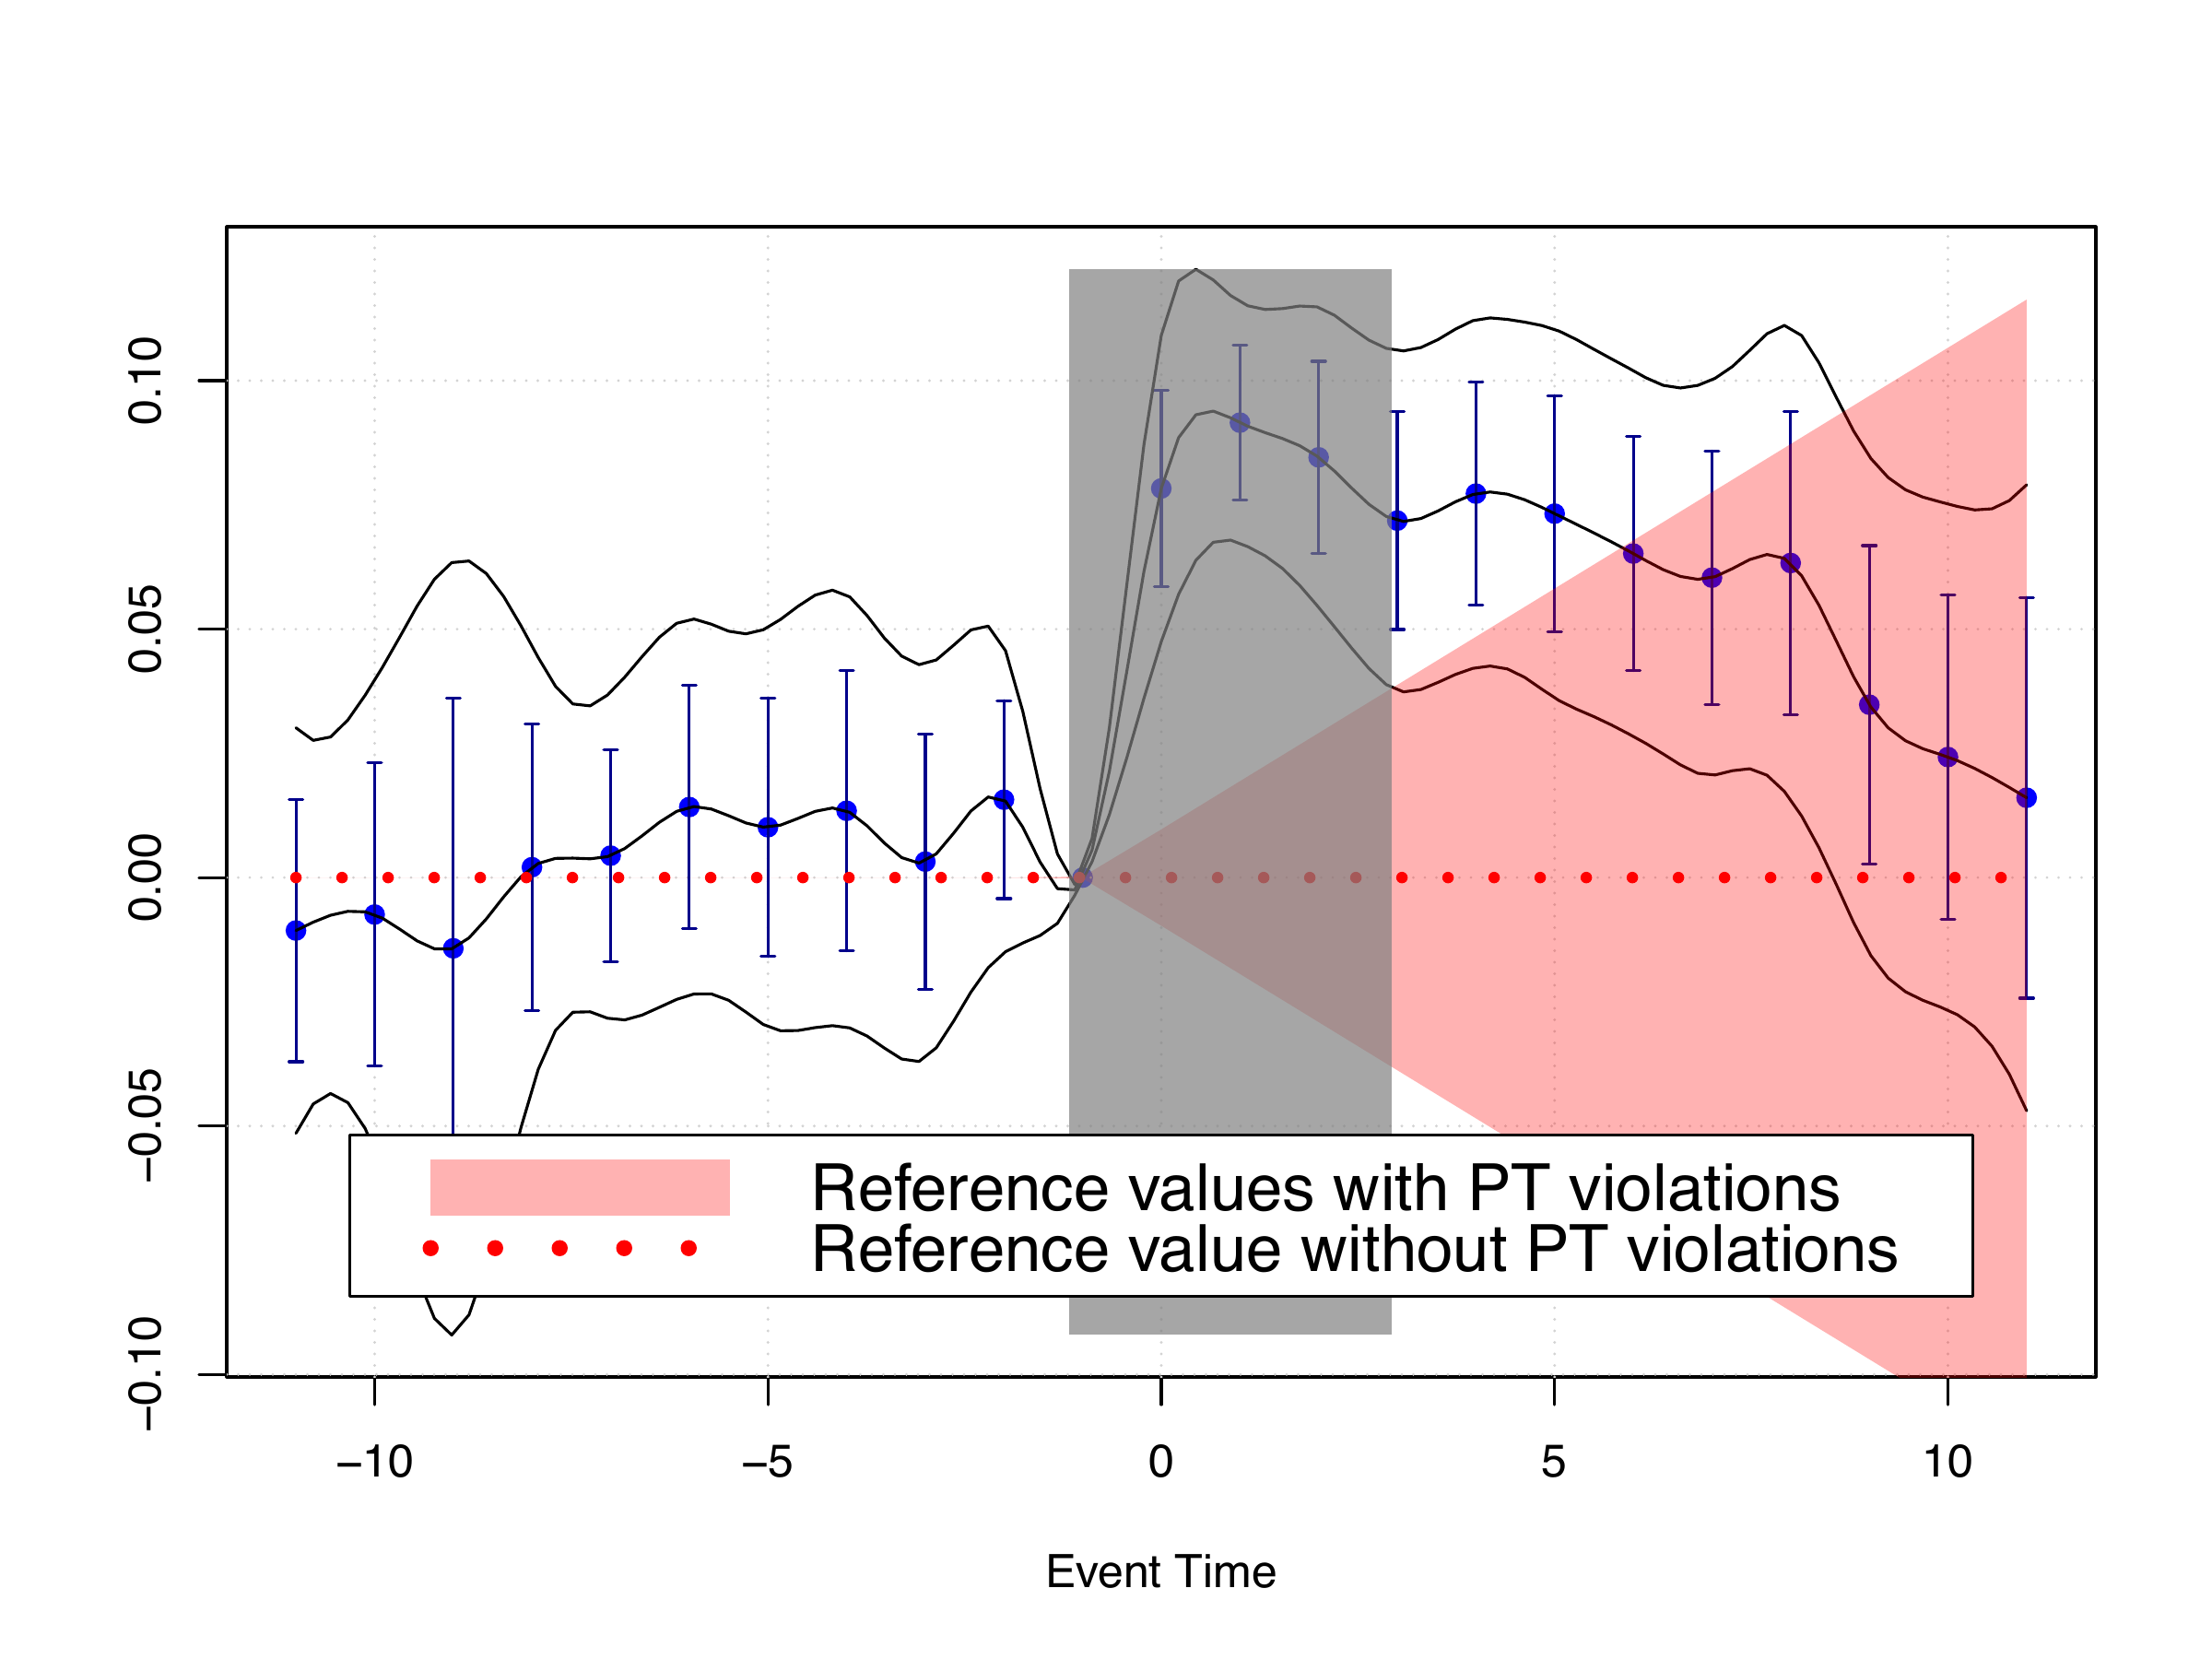 0.10
0.05
0.00
−0.05
−0.10
Reference values with PT violations
Reference value without PT violations
−10 −5 0 5 10
Event Time